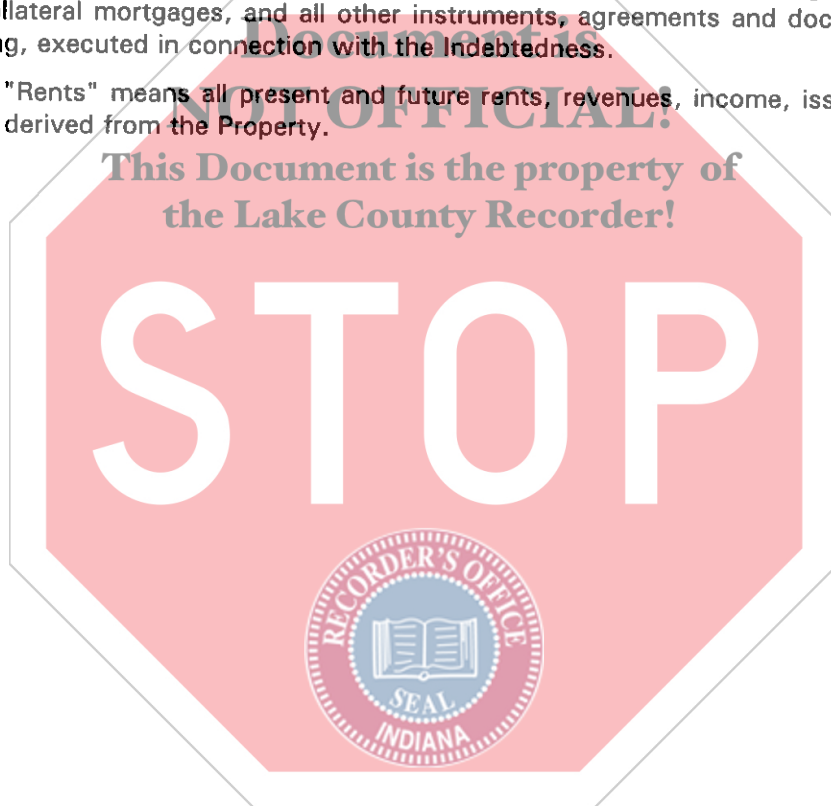 llateral mortgages, and all other instruments, agreements and doc
g, executed in connection with the Indebtedness.
Document is
"Rents" means all present and future rents, revenues, income, iss
NOT OFFICIAL!
derived from the Property.
This Document is the property of
the Lake County Recorder!
STOP
RECORDER'S OFFICE
SEAL
INDIANA